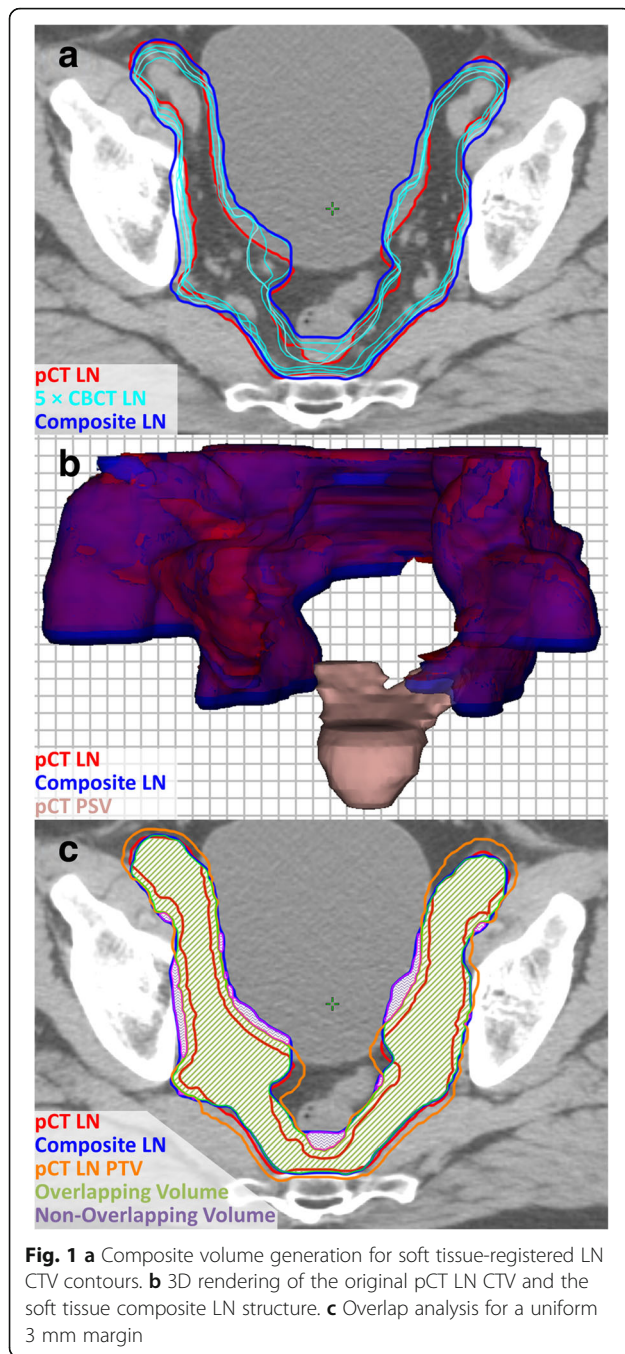 a
pCT LN
5 × CBCT LN
Composite LN
b
pCT LN
Composite LN
pCT PSV
c
pCT LN
Composite LN
pCT LN PTV
Overlapping Volume
Non-Overlapping Volume
Fig. 1 a Composite volume generation for soft tissue-registered LN
CTV contours. b 3D rendering of the original pCT LN CTV and the
soft tissue composite LN structure. c Overlap analysis for a uniform
3 mm margin